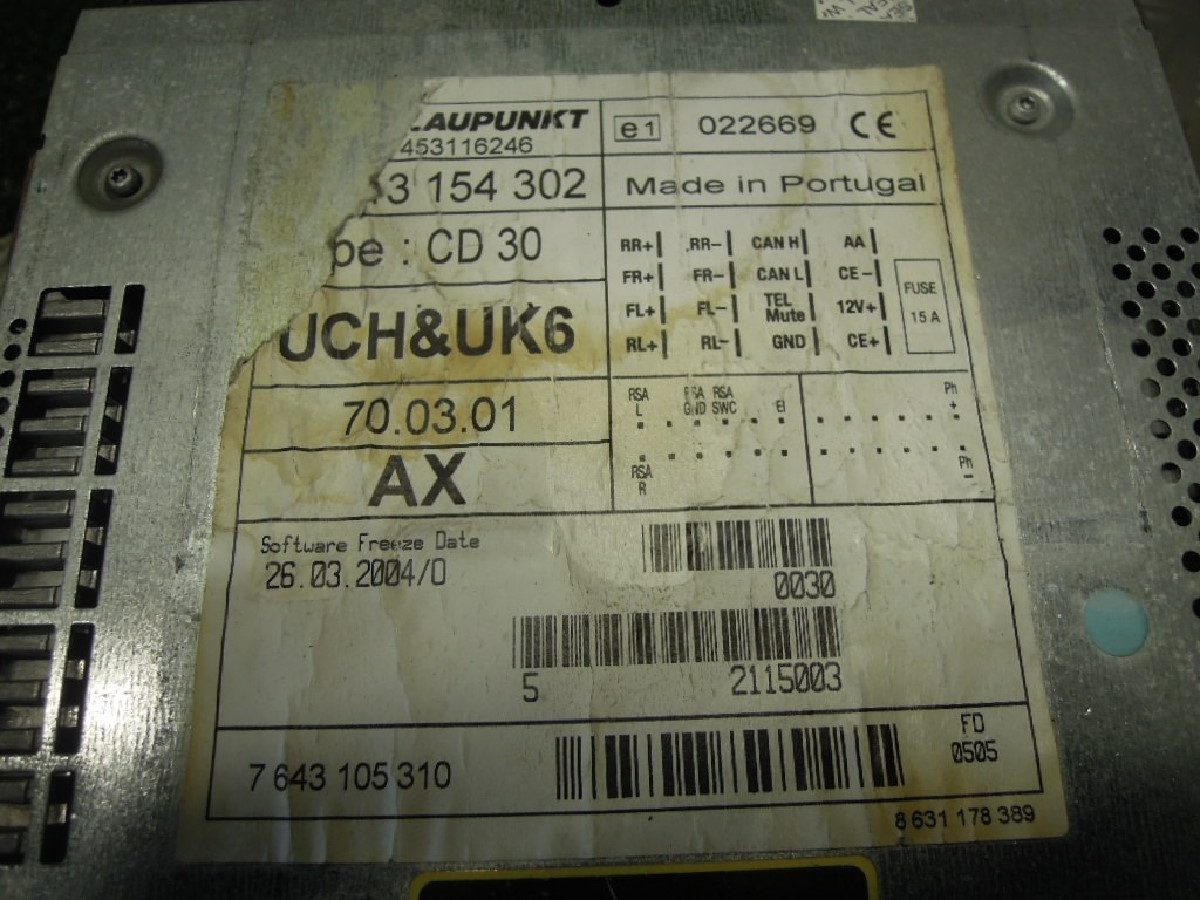 LAUPUNKT
453116246
3 154 302
pe : CD 30
UCH&UK6
70.03.01
AX
e1 022669 CE
Made in Portugal
RR+ RR- CAN H AA
FR+ FR- CAN L CE-
FL+ FL- TEL Mute 12V+
RL+ RL- GND CE+
FUSE
15 A
RSA L RSA GND RSA SWC El Ph +
RSA R Ph -
Software Freeze Date
26.03.2004/0
0030
5 2115003
7 643 105 310
FD
0505
8 631 178 389